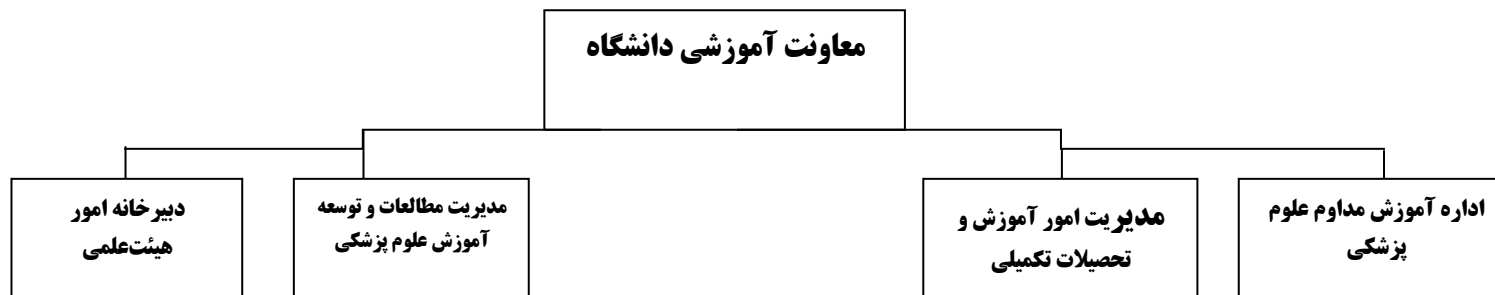 معاونت آموزشی دانشگاه
اداره آموزش مداوم علوم
پزشکی
مدیریت امور آموزش و
تحصیلات تکمیلی
مدیریت مطالعات و توسعه
آموزش علوم پزشکی
دبیرخانه امور
هیئت‌علمی